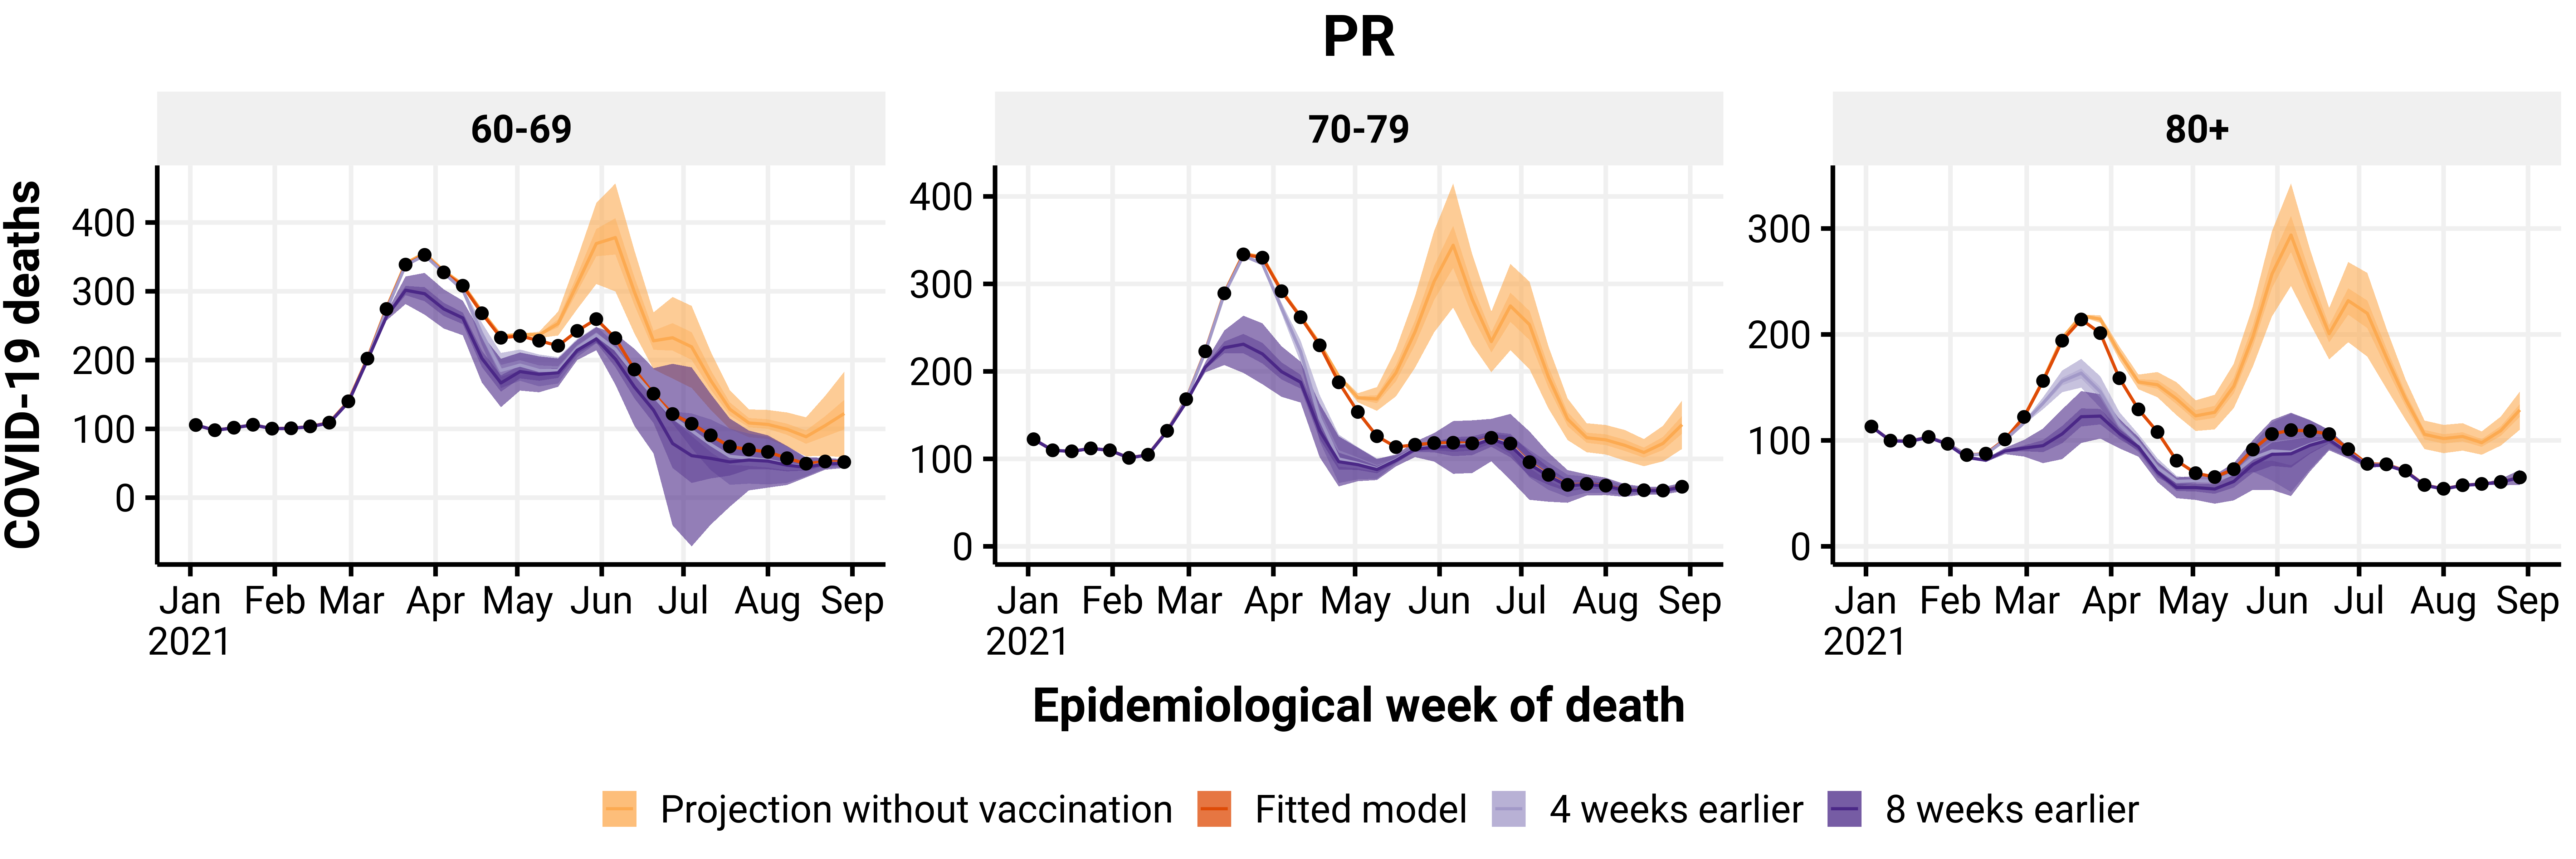 PR
60-69 70-79 80+
COVID-19 deaths
400
300
200
100
0
400
300
200
100
0
300
200
100
0
Jan Feb Mar Apr May Jun Jul Aug Sep
2021
Jan Feb Mar Apr May Jun Jul Aug Sep
2021
Jan Feb Mar Apr May Jun Jul Aug Sep
2021
Epidemiological week of death
Projection without vaccination Fitted model 4 weeks earlier 8 weeks earlier